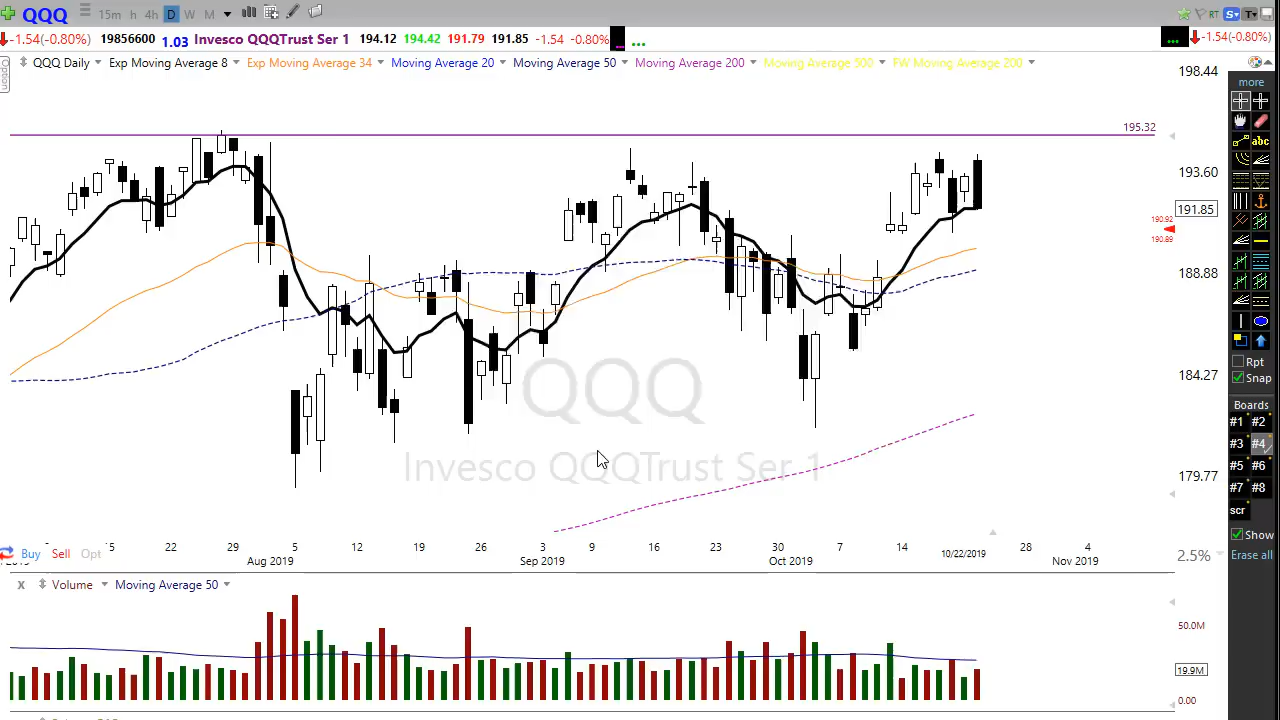 QQQ 15m h 4h D W M RT S T
-1.54(-0.80%) 19856600 1.03 Invesco QQQTrust Ser 1 194.12 194.42 191.79 191.85 -1.54 -0.80% ... ... -1.54(-0.80%)
Option
QQQ Daily Exp Moving Average 8 Exp Moving Average 34 Moving Average 20 Moving Average 50 Moving Average 200 Moving Average 500 FW Moving Average 200
198.44
more
195.32
abc
193.60
191.85
190.92
190.89
188.88
Rpt
184.27
Snap
QQQ
Boards
#1 #2
#3 #4
Invesco QQQTrust Ser 1
#5 #6
179.77
#7 #8
scr
Show
15 22 29 5 12 19 26 3 9 16 23 30 7 14 10/22/2019 28 4
Buy Sell Opt
2.5%
Erase all
Aug 2019 Sep 2019 Oct 2019 Nov 2019
X Volume Moving Average 50
50.0M
19.9M
0.00